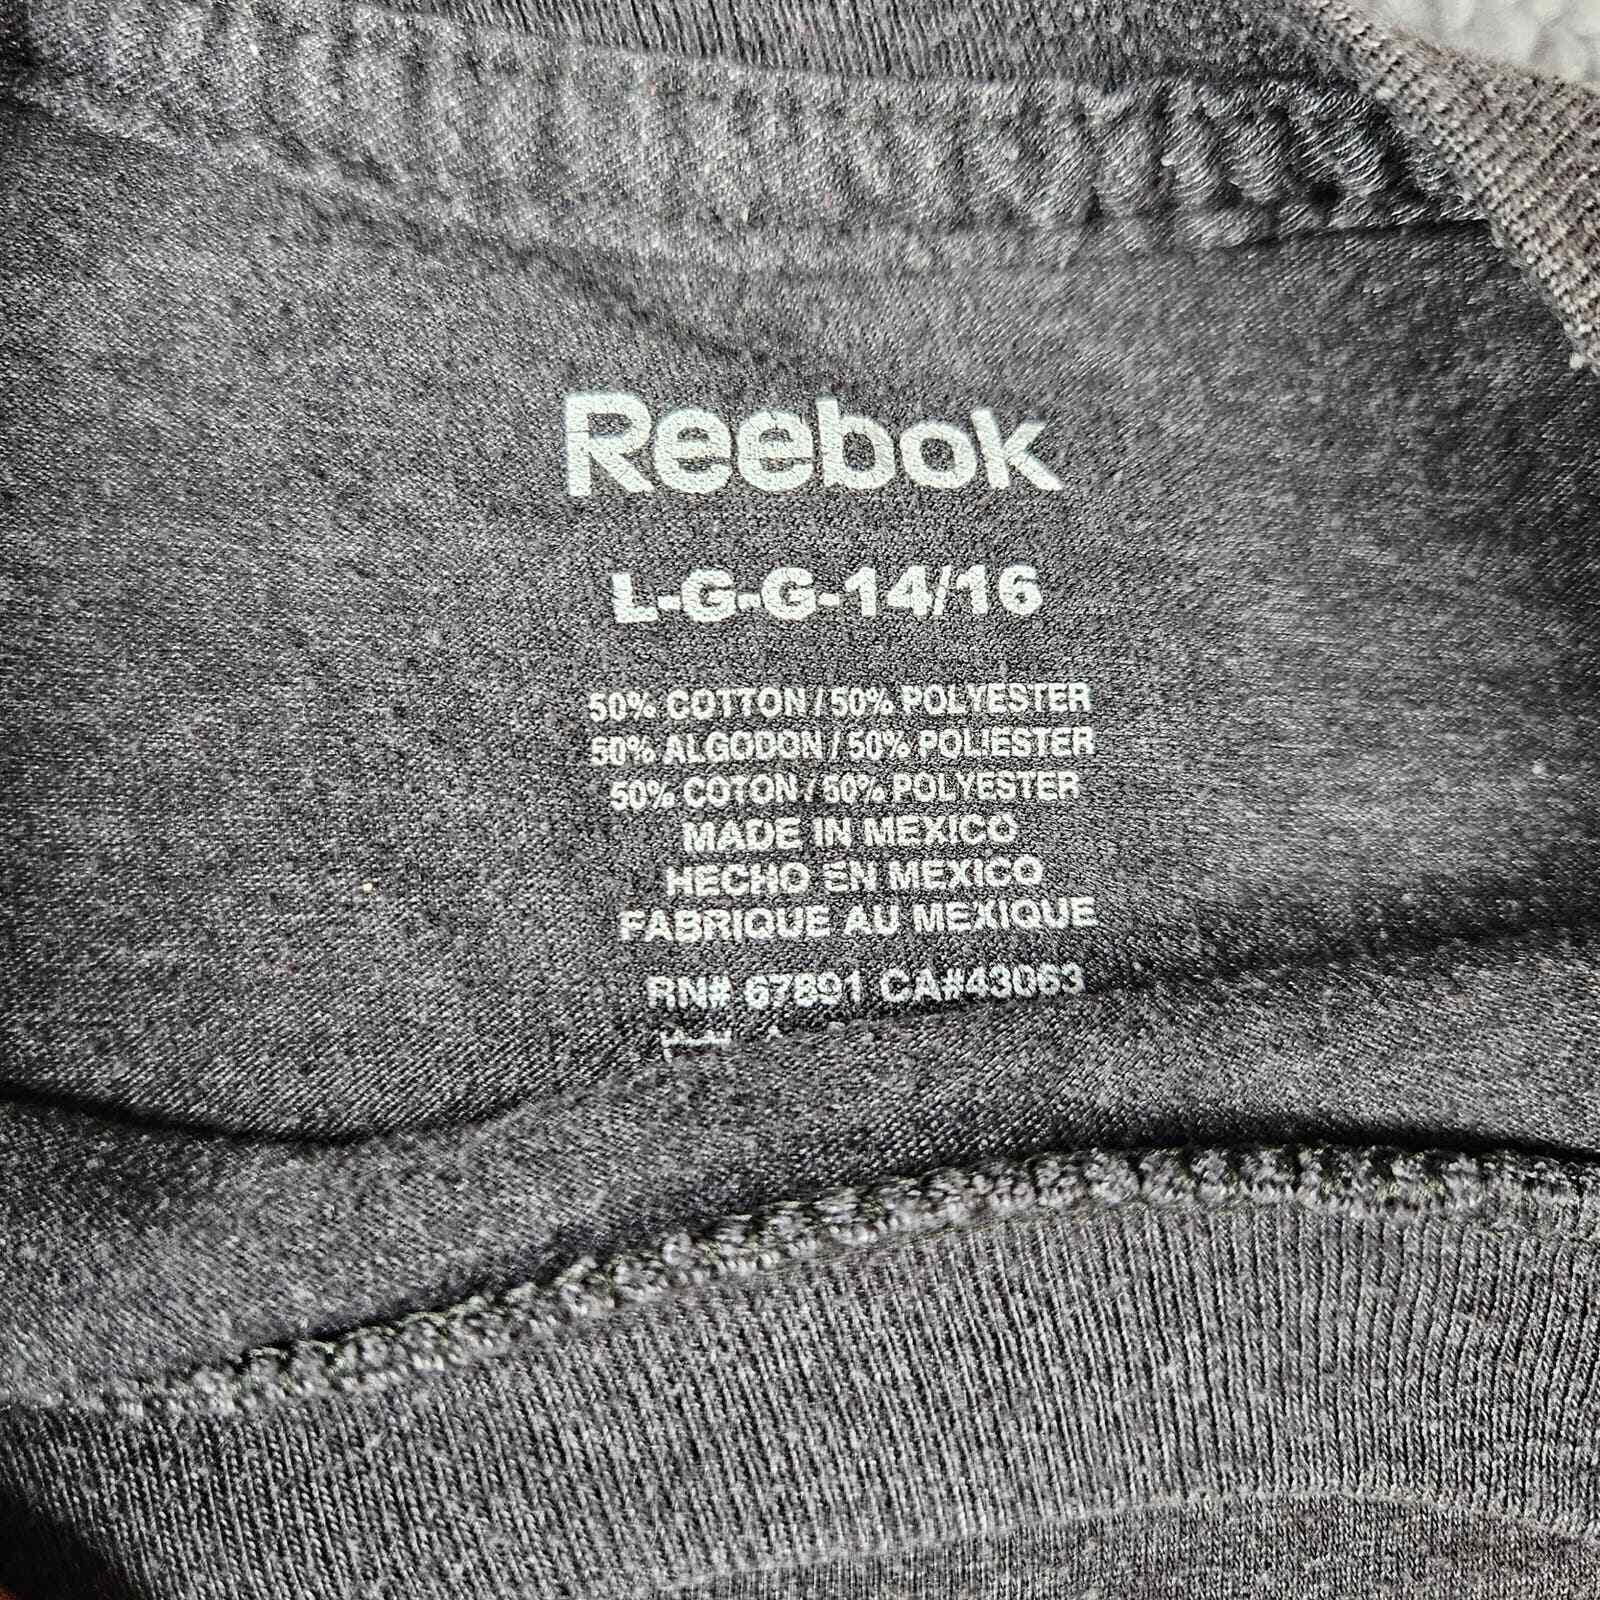 Reebok
L-G-G-14/16
50% COTTON / 50% POLYESTER
50% ALGODON / 50% POLIESTER
50% COTON / 50% POLYESTER
MADE IN MEXICO
HECHO EN MEXICO
FABRIQUE AU MEXIQUE
RN# 67891 CA#43063